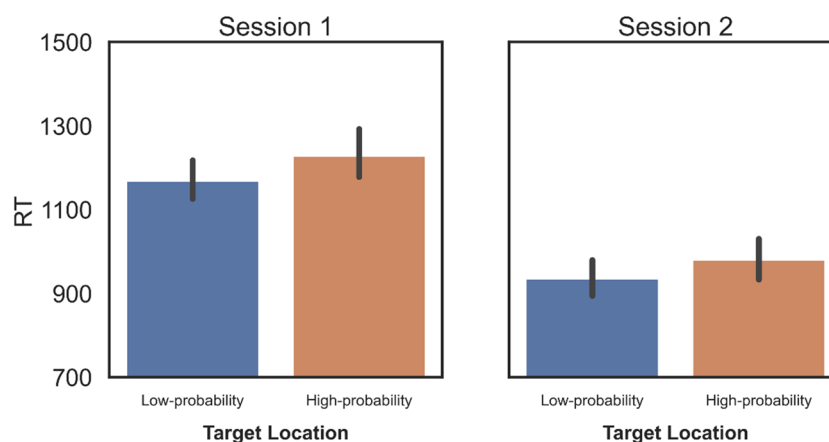 Session 1
Session 2
1500
1300
1100
900
700
RT
Low-probability
High-probability
Low-probability
High-probability
Target Location
Target Location